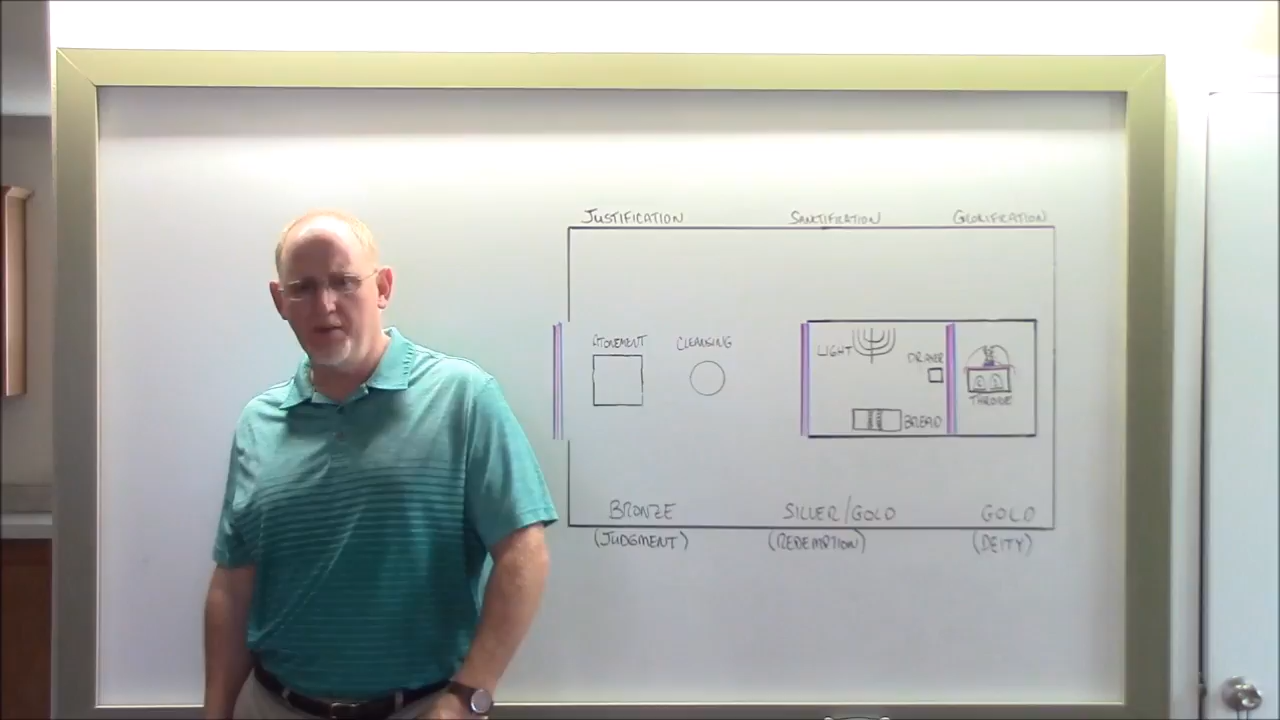 JUSTIFICATION
SANCTIFICATION
GLORIFICATION
ATONEMENT
CLEANSING
LIGHT
PRAYER
THRONE
BREAD
BRONZE
SILVER/GOLD
GOLD
(JUDGMENT)
(REDEMPTION)
(DEITY)